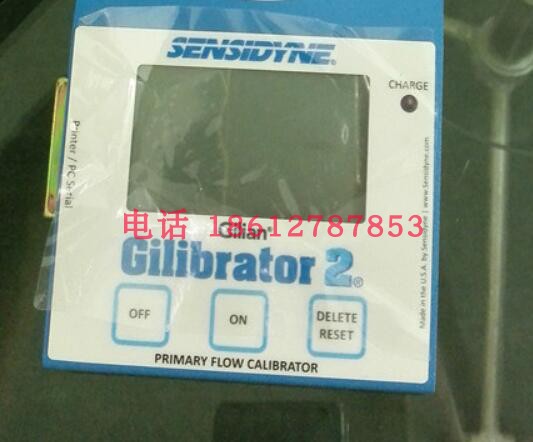 SENSIDYNE®
CHARGE
Printer / PC Serial
电话 18612787853
Gilian®
Gilibrator 2®
OFF
ON
DELETE
RESET
PRIMARY FLOW CALIBRATOR
Made in the U.S.A. by Sensidyne | www.Sensidyne.com